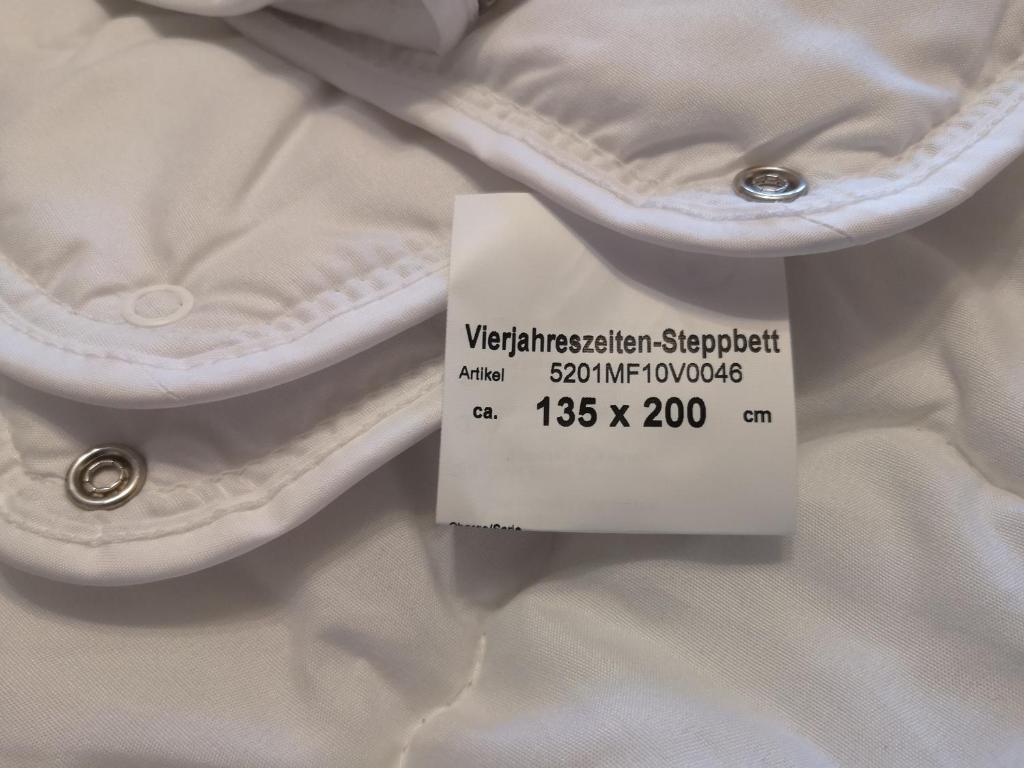 Vierjahreszeiten-Steppbett
Artikel 5201MF10V0046
ca. 135 x 200 cm